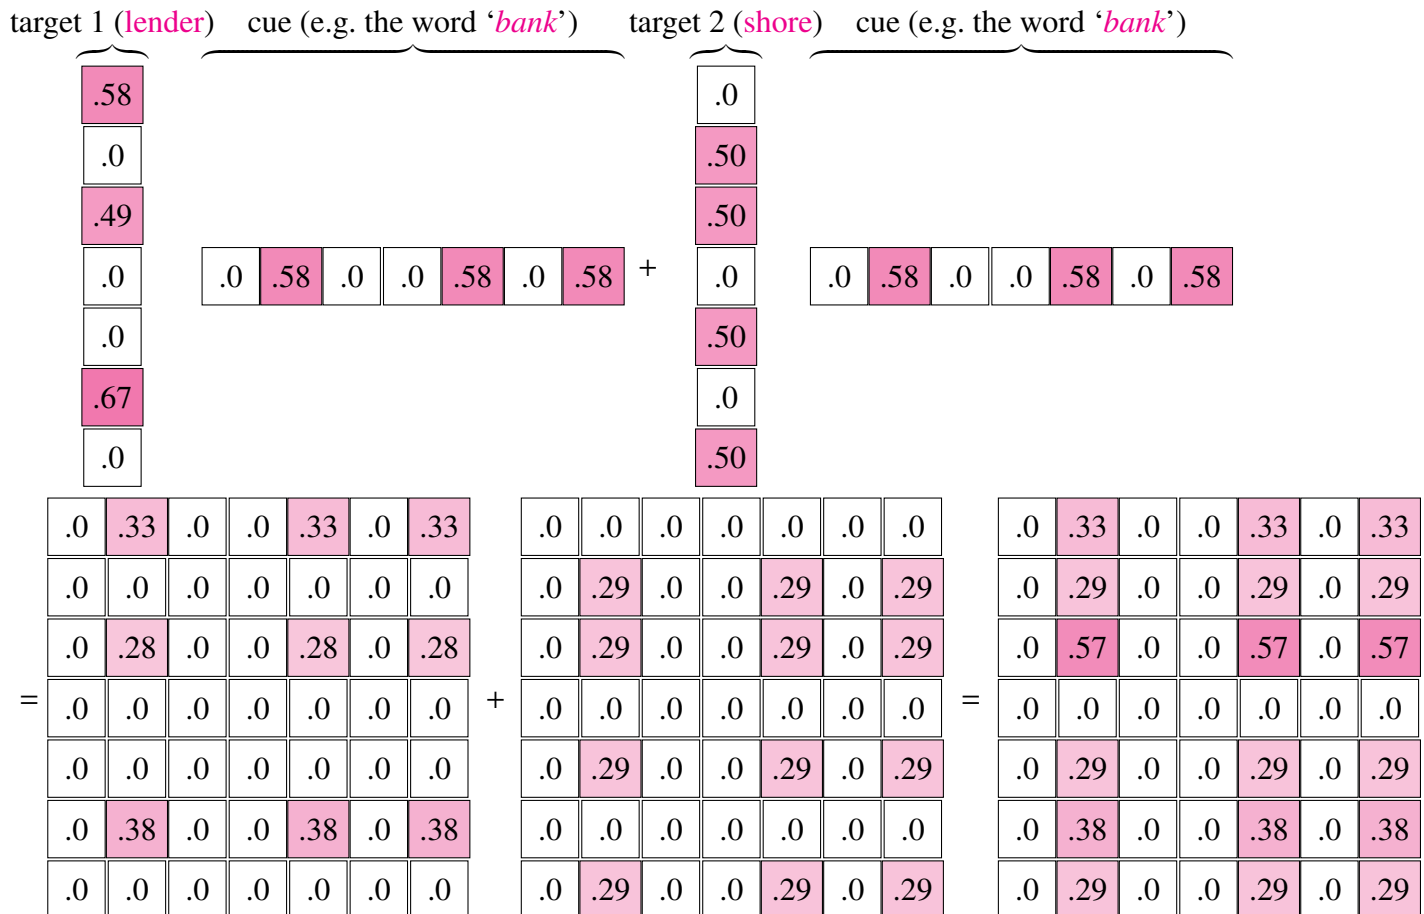 target 1 (lender) cue (e.g. the word ‘bank’) target 2 (shore) cue (e.g. the word ‘bank’)
.58 .0
.0 .50
.49 .50
.0 .0 .58 .0 .0 .58 .0 .58 + .0 .0 .58 .0 .0 .58 .0 .58
.0 .50
.67 .0
.0 .50
.0 .33 .0 .0 .33 .0 .33 .0 .0 .0 .0 .0 .0 .0 .0 .33 .0 .0 .33 .0 .33
.0 .0 .0 .0 .0 .0 .0 .0 .29 .0 .0 .29 .0 .29 .0 .29 .0 .0 .29 .0 .29
.0 .28 .0 .0 .28 .0 .28 .0 .29 .0 .0 .29 .0 .29 .0 .57 .0 .0 .57 .0 .57
= .0 .0 .0 .0 .0 .0 .0 + .0 .0 .0 .0 .0 .0 .0 = .0 .0 .0 .0 .0 .0 .0
.0 .0 .0 .0 .0 .0 .0 .0 .29 .0 .0 .29 .0 .29 .0 .29 .0 .0 .29 .0 .29
.0 .38 .0 .0 .38 .0 .38 .0 .0 .0 .0 .0 .0 .0 .0 .38 .0 .0 .38 .0 .38
.0 .0 .0 .0 .0 .0 .0 .0 .29 .0 .0 .29 .0 .29 .0 .29 .0 .0 .29 .0 .29